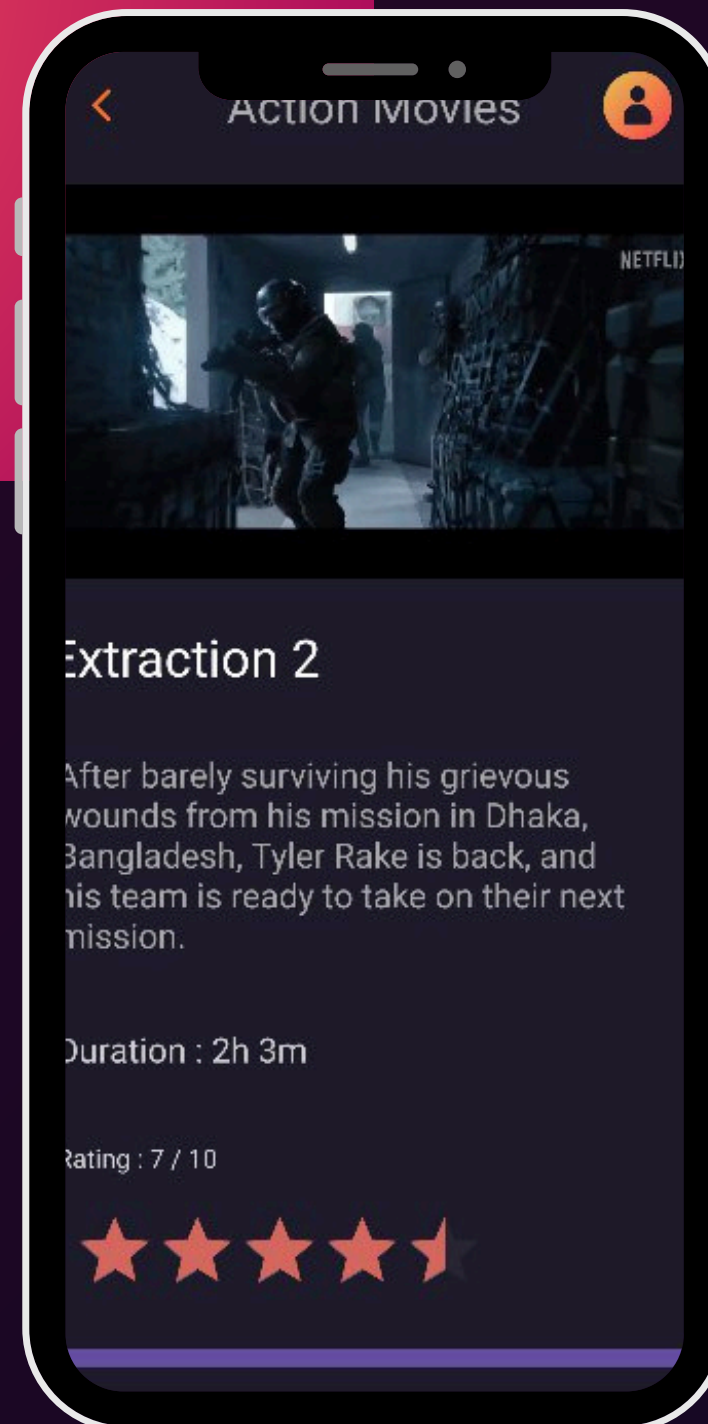 Action Movies
NETFLIX
Extraction 2
After barely surviving his grievous
wounds from his mission in Dhaka,
Bangladesh, Tyler Rake is back, and
his team is ready to take on their next
mission.
Duration : 2h 3m
Rating : 7 / 10